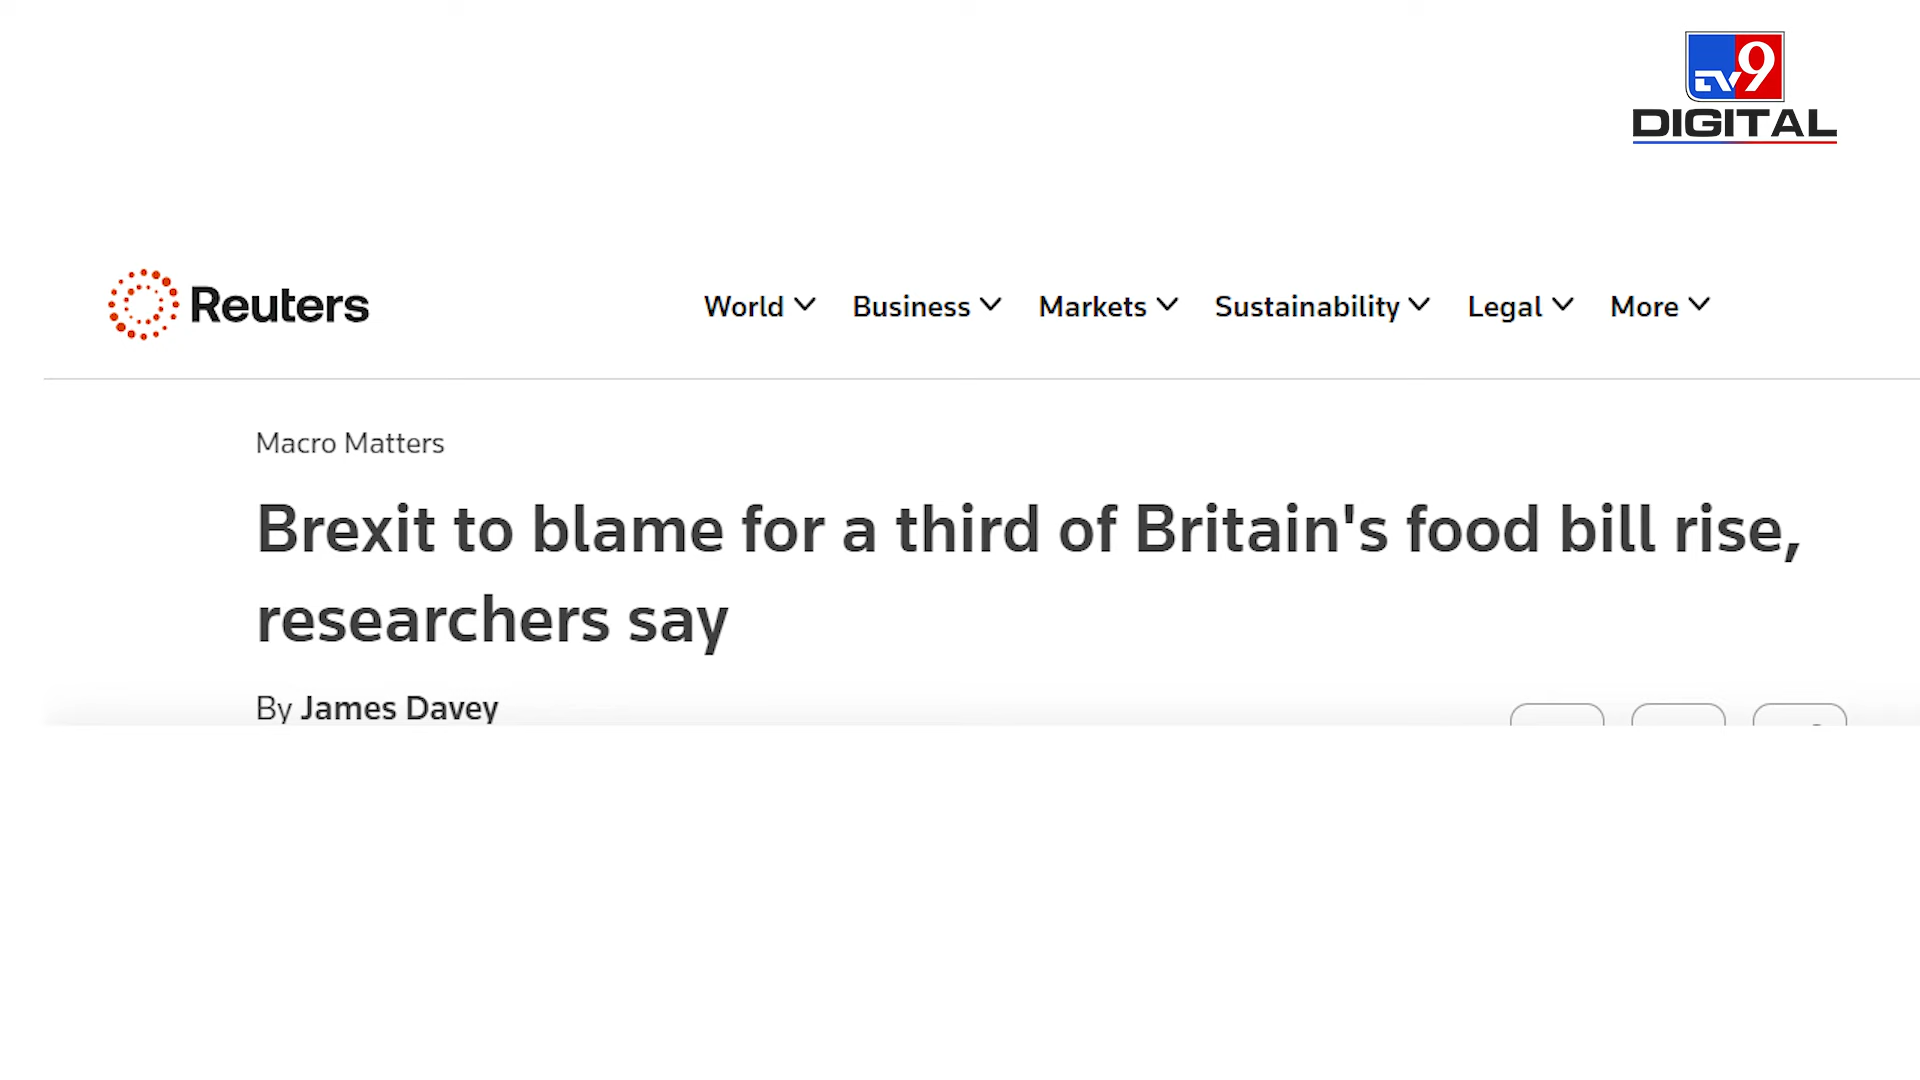 TV9
DIGITAL
Reuters
World Business Markets Sustainability Legal More
Macro Matters
Brexit to blame for a third of Britain's food bill rise,
researchers say
By James Davey